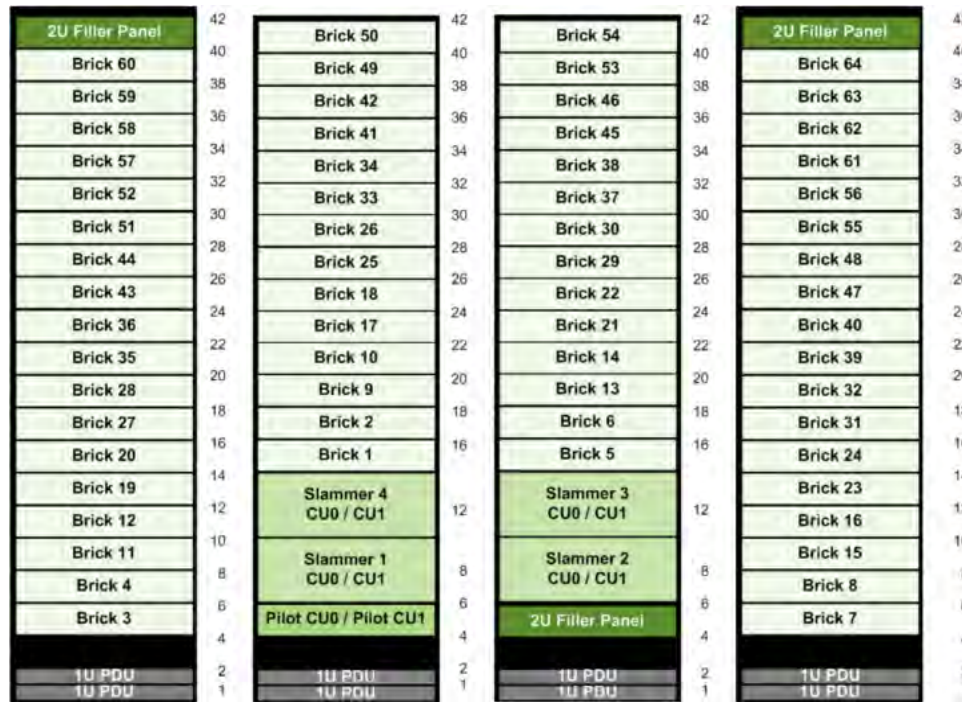 2U Filler Panel
Brick 60
Brick 59
Brick 58
Brick 57
Brick 52
Brick 51
Brick 44
Brick 43
Brick 36
Brick 35
Brick 28
Brick 27
Brick 20
Brick 19
Brick 12
Brick 11
Brick 4
Brick 3
1U PDU
1U PDU
42
40
38
36
34
32
30
28
26
24
22
20
18
16
14
12
10
8
6
4
2
1
Brick 50
Brick 49
Brick 42
Brick 41
Brick 34
Brick 33
Brick 26
Brick 25
Brick 18
Brick 17
Brick 10
Brick 9
Brick 2
Brick 1
Slammer 4
CU0 / CU1
Slammer 1
CU0 / CU1
Pilot CU0 / Pilot CU1
1U PDU
1U PDU
42
40
38
36
34
32
30
28
26
24
22
20
18
16
12
8
6
4
2
1
Brick 54
Brick 53
Brick 46
Brick 45
Brick 38
Brick 37
Brick 30
Brick 29
Brick 22
Brick 21
Brick 14
Brick 13
Brick 6
Brick 5
Slammer 3
CU0 / CU1
Slammer 2
CU0 / CU1
2U Filler Panel
1U PDU
1U PDU
42
40
38
36
34
32
30
28
26
24
22
20
18
16
12
8
6
4
2
1
2U Filler Panel
Brick 64
Brick 63
Brick 62
Brick 61
Brick 56
Brick 55
Brick 48
Brick 47
Brick 40
Brick 39
Brick 32
Brick 31
Brick 24
Brick 23
Brick 16
Brick 15
Brick 8
Brick 7
1U PDU
1U PDU